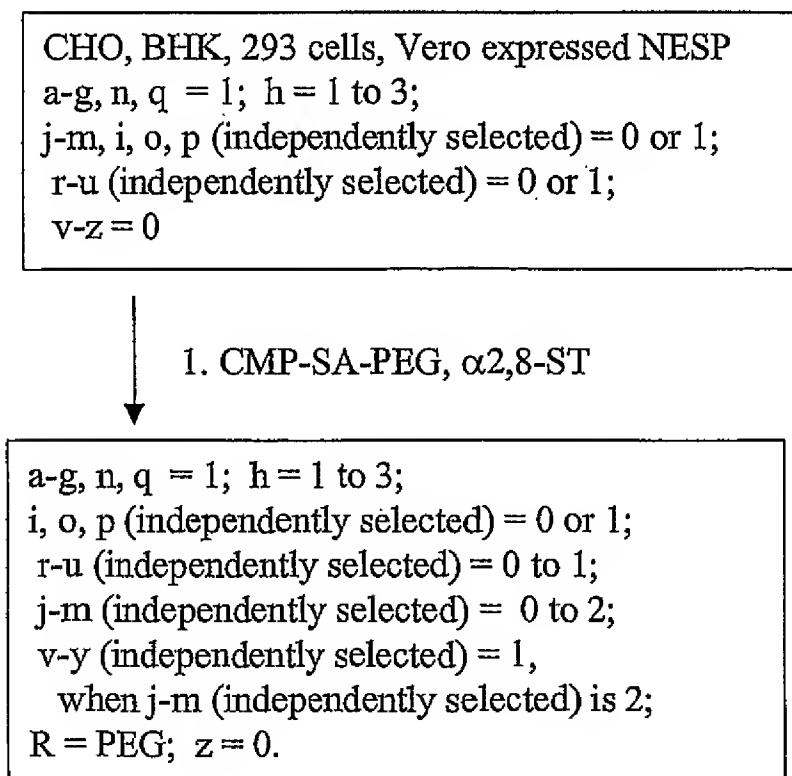 CHO, BHK, 293 cells, Vero expressed NESP
a-g, n, q = 1; h = 1 to 3;
j-m, i, o, p (independently selected) = 0 or 1;
r-u (independently selected) = 0 or 1;
v-z = 0
1. CMP-SA-PEG, α2,8-ST
a-g, n, q = 1; h = 1 to 3;
i, o, p (independently selected) = 0 or 1;
r-u (independently selected) = 0 to 1;
j-m (independently selected) = 0 to 2;
v-y (independently selected) = 1,
when j-m (independently selected) is 2;
R = PEG; z = 0.